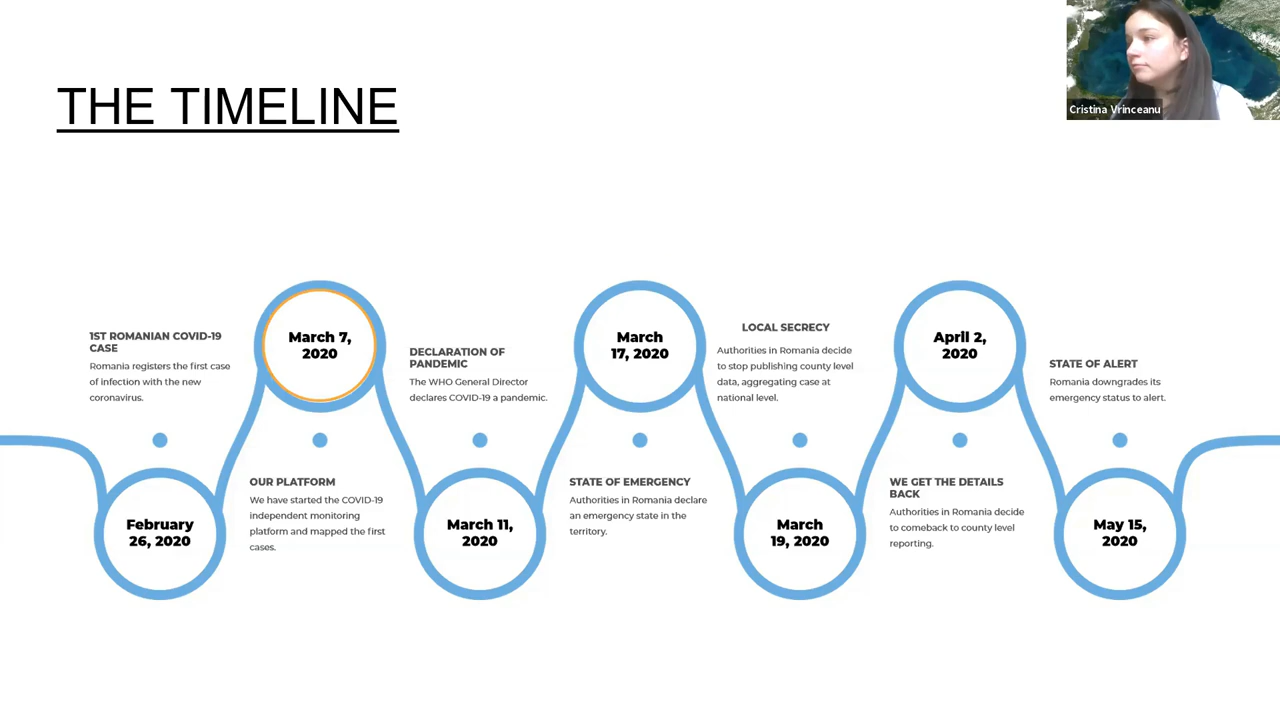 THE TIMELINE
Cristina Vrinceanu
1ST ROMANIAN COVID-19
CASE
Romania registers the first case
of infection with the new
coronavirus.
February
26, 2020
March 7,
2020
OUR PLATFORM
We have started the COVID-19
independent monitoring
platform and mapped the first
cases.
DECLARATION OF
PANDEMIC
The WHO General Director
declares COVID-19 a pandemic.
March 11,
2020
March
17, 2020
STATE OF EMERGENCY
Authorities in Romania declare
an emergency state in the
territory.
LOCAL SECRECY
Authorities in Romania decide
to stop publishing county level
data, aggregating case at
national level.
March
19, 2020
April 2,
2020
WE GET THE DETAILS
BACK
Authorities in Romania decide
to comeback to county level
reporting.
STATE OF ALERT
Romania downgrades its
emergency status to alert.
May 15,
2020